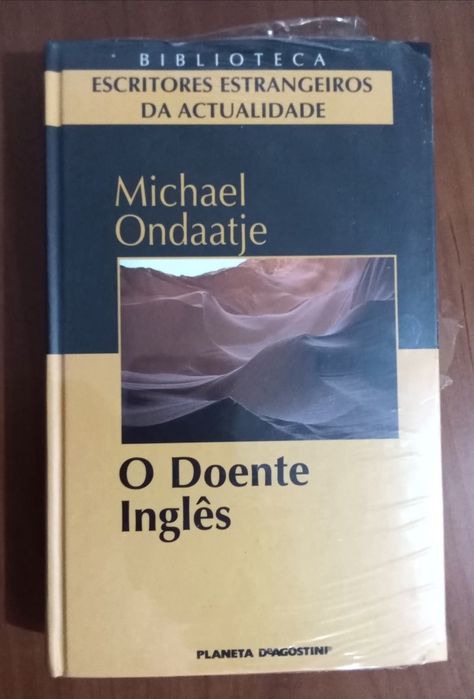 BIBLIOTECA
ESCRITORES ESTRANGEIROS
DA ACTUALIDADE
Michael
Ondaatje
O Doente
Inglês
PLANETA DeAGOSTINI